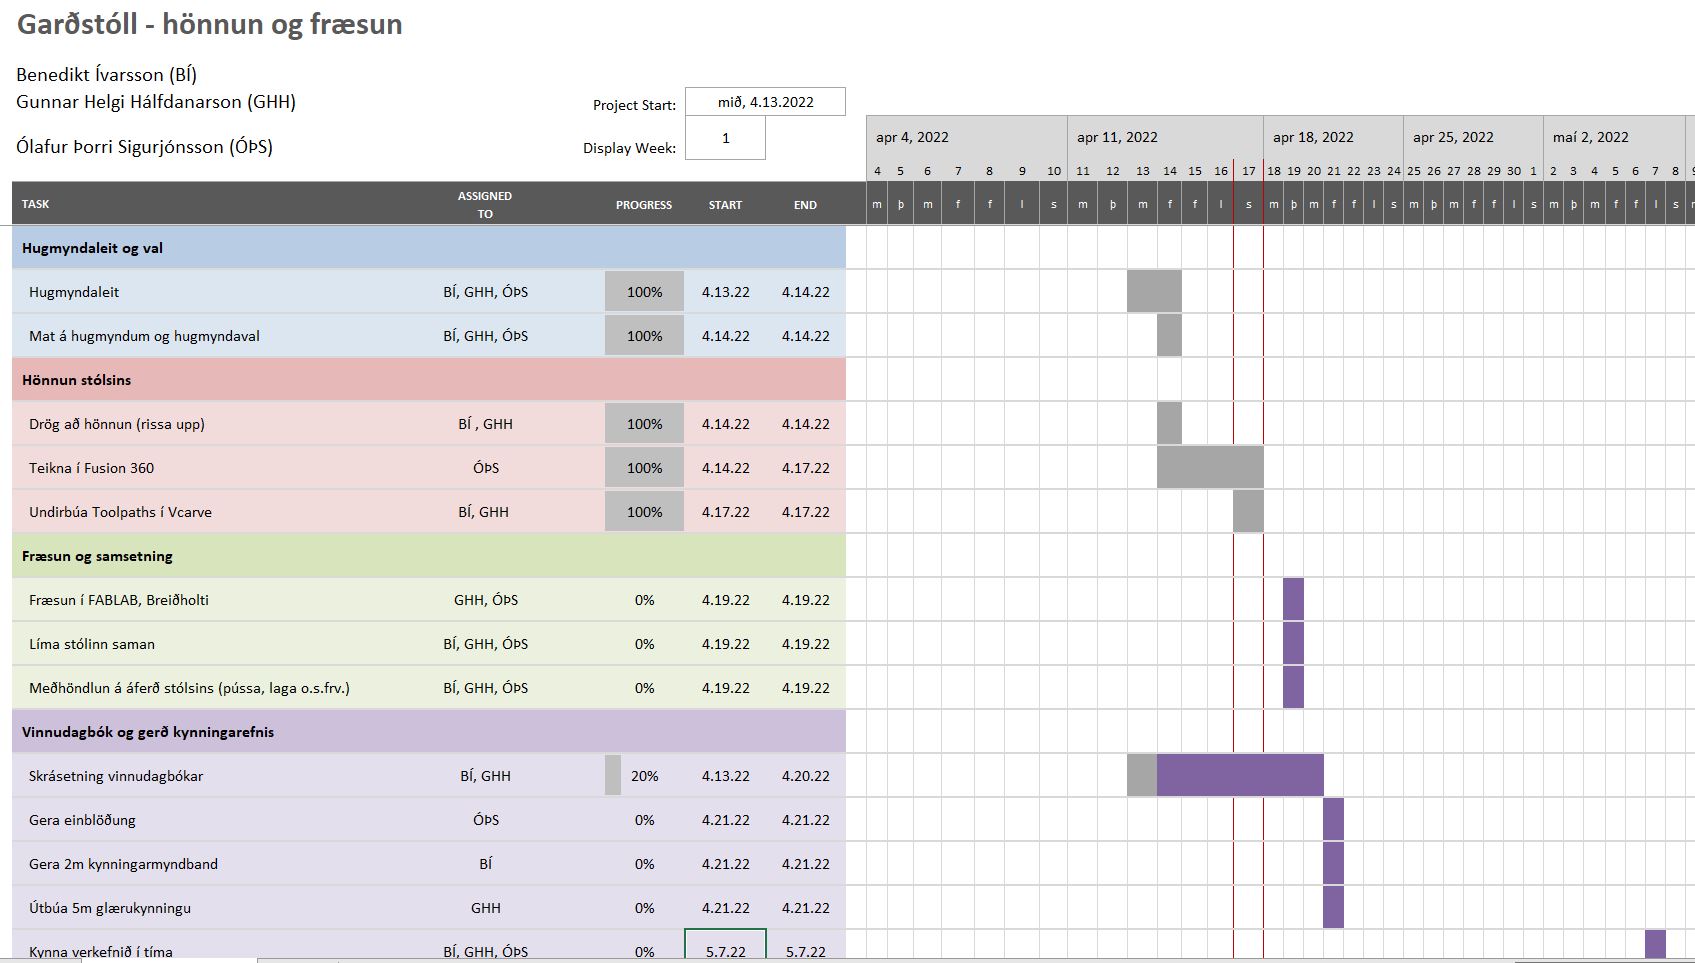 Garðstóll - hönnun og fræsun
Benedikt Ívarsson (BÍ)
Gunnar Helgi Hálfdanarson (GHH)
Ólafur Þorri Sigurjónsson (ÓÞS)
Project Start: mið, 4.13.2022
Display Week: 1
apr 4, 2022 apr 11, 2022 apr 18, 2022 apr 25, 2022 maí 2, 2022
4 5 6 7 8 9 10 11 12 13 14 15 16 17 18 19 20 21 22 23 24 25 26 27 28 29 30 1 2 3 4 5 6 7 8
TASK ASSIGNED TO PROGRESS START END m þ m f f l s m þ m f f l s m þ m f f l s m þ m f f l s m þ m f f l s
Hugmyndaleit og val
Hugmyndaleit BÍ, GHH, ÓÞS 100% 4.13.22 4.14.22
Mat á hugmyndum og hugmyndaval BÍ, GHH, ÓÞS 100% 4.14.22 4.14.22
Hönnun stólsins
Drög að hönnun (rissa upp) BÍ , GHH 100% 4.14.22 4.14.22
Teikna í Fusion 360 ÓÞS 100% 4.14.22 4.17.22
Undirbúa Toolpaths í Vcarve BÍ, GHH 100% 4.17.22 4.17.22
Fræsun og samsetning
Fræsun í FABLAB, Breiðholti GHH, ÓÞS 0% 4.19.22 4.19.22
Líma stólinn saman BÍ, GHH, ÓÞS 0% 4.19.22 4.19.22
Meðhöndlun á áferð stólsins (pússa, laga o.s.frv.) BÍ, GHH, ÓÞS 0% 4.19.22 4.19.22
Vinnudagbók og gerð kynningarefnis
Skrásetning vinnudagbókar BÍ, GHH 20% 4.13.22 4.20.22
Gera einblöðung ÓÞS 0% 4.21.22 4.21.22
Gera 2m kynningarmyndband BÍ 0% 4.21.22 4.21.22
Útbúa 5m glærukynningu GHH 0% 4.21.22 4.21.22
Kynna verkefnið í tíma BÍ, GHH, ÓÞS 0% 5.7.22 5.7.22